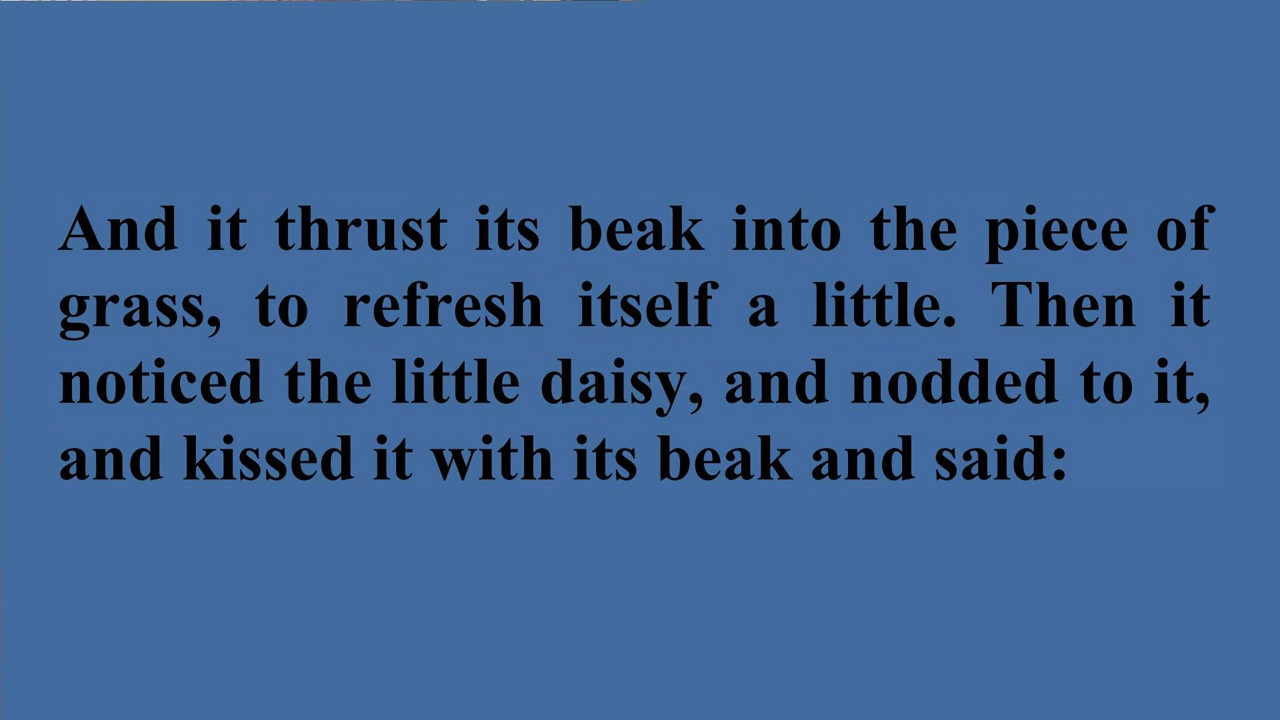 And it thrust its beak into the piece of
grass, to refresh itself a little. Then it
noticed the little daisy, and nodded to it,
and kissed it with its beak and said: